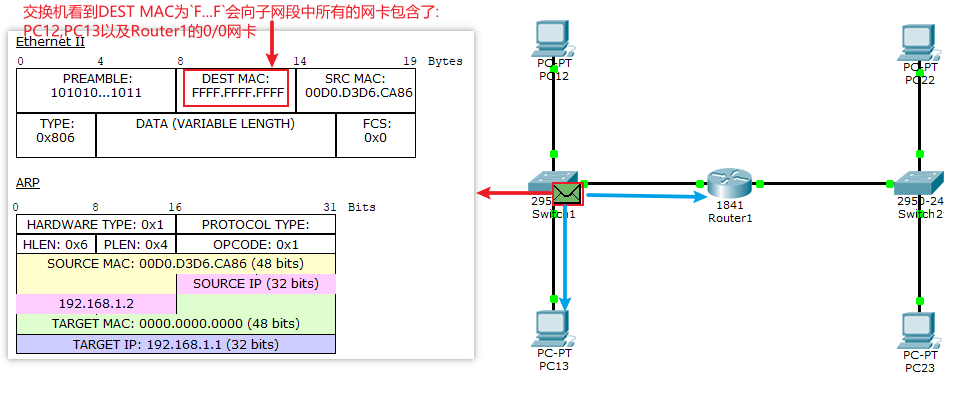 交换机看到DEST MAC为`F...F`会向子网段中所有的网卡包含了:
PC12,PC13以及Router1的0/0网卡
Ethernet II
0 4 8 14 19 Bytes
PREAMBLE: 101010...1011
DEST MAC: FFFF.FFFF.FFFF
SRC MAC: 00D0.D3D6.CA86
TYPE: 0x806
DATA (VARIABLE LENGTH)
FCS: 0x0
ARP
0 8 16 31 Bits
HARDWARE TYPE: 0x1
PROTOCOL TYPE:
HLEN: 0x6
PLEN: 0x4
OPCODE: 0x1
SOURCE MAC: 00D0.D3D6.CA86 (48 bits)
SOURCE IP (32 bits)
192.168.1.2
TARGET MAC: 0000.0000.0000 (48 bits)
TARGET IP: 192.168.1.1 (32 bits)
PC-PT
PC12
PC-PT
PC22
Switch1
1841
Router1
2950-24
Switch2
PC-PT
PC13
PC-PT
PC23